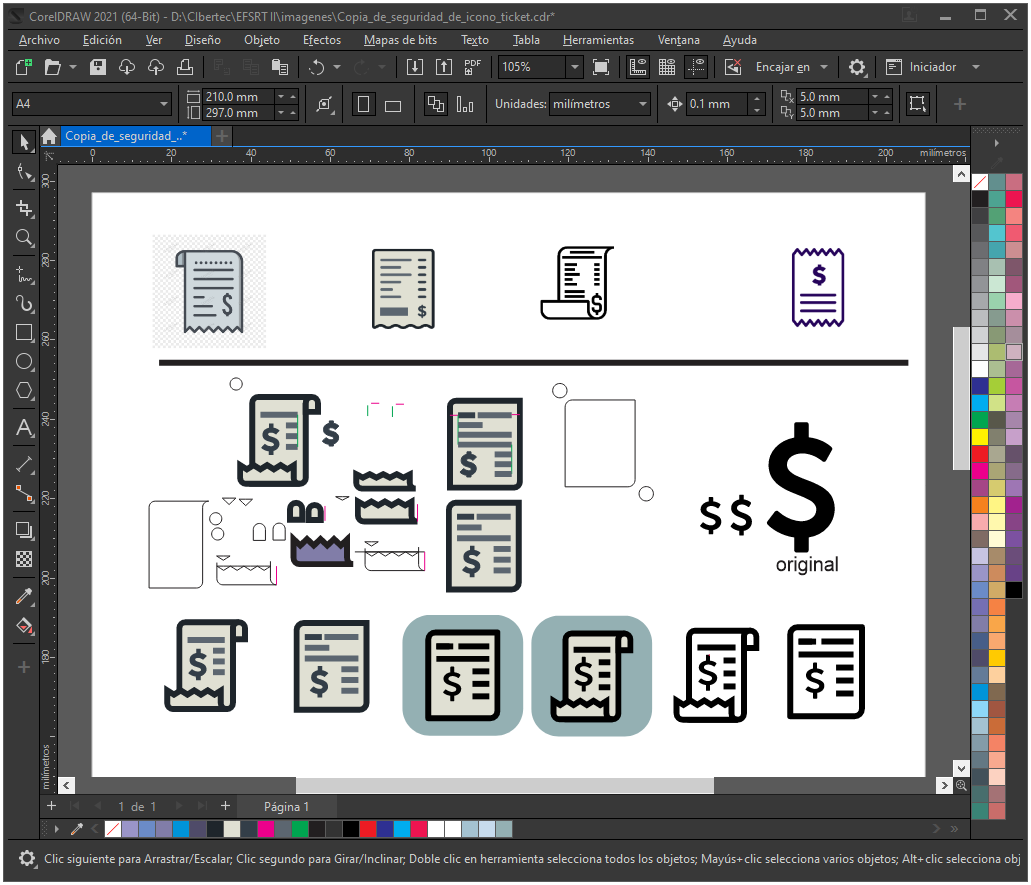 CorelDRAW 2021 (64-Bit) - D:\CIbertec\EFSRT II\imagenes\Copia_de_seguridad_de_icono_ticket.cdr*
Archivo Edición Ver Diseño Objeto Efectos Mapas de bits Texto Tabla Herramientas Ventana Ayuda
PDF 105% Encajar en Iniciador
A4 210.0 mm 297.0 mm Unidades: milímetros 0.1 mm 5.0 mm 5.0 mm
Copia_de_seguridad_..*
0 20 40 60 80 100 120 140 160 180 200 milímetros
300
280
260
240
220
200
180
milímetros
$ $ $ $
$ $ $
$ $ $
$
original
$ $ $ $ $ $
1 de 1 Página 1
Clic siguiente para Arrastrar/Escalar; Clic segundo para Girar/Inclinar; Doble clic en herramienta selecciona todos los objetos; Mayús+clic selecciona varios objetos; Alt+clic selecciona obj